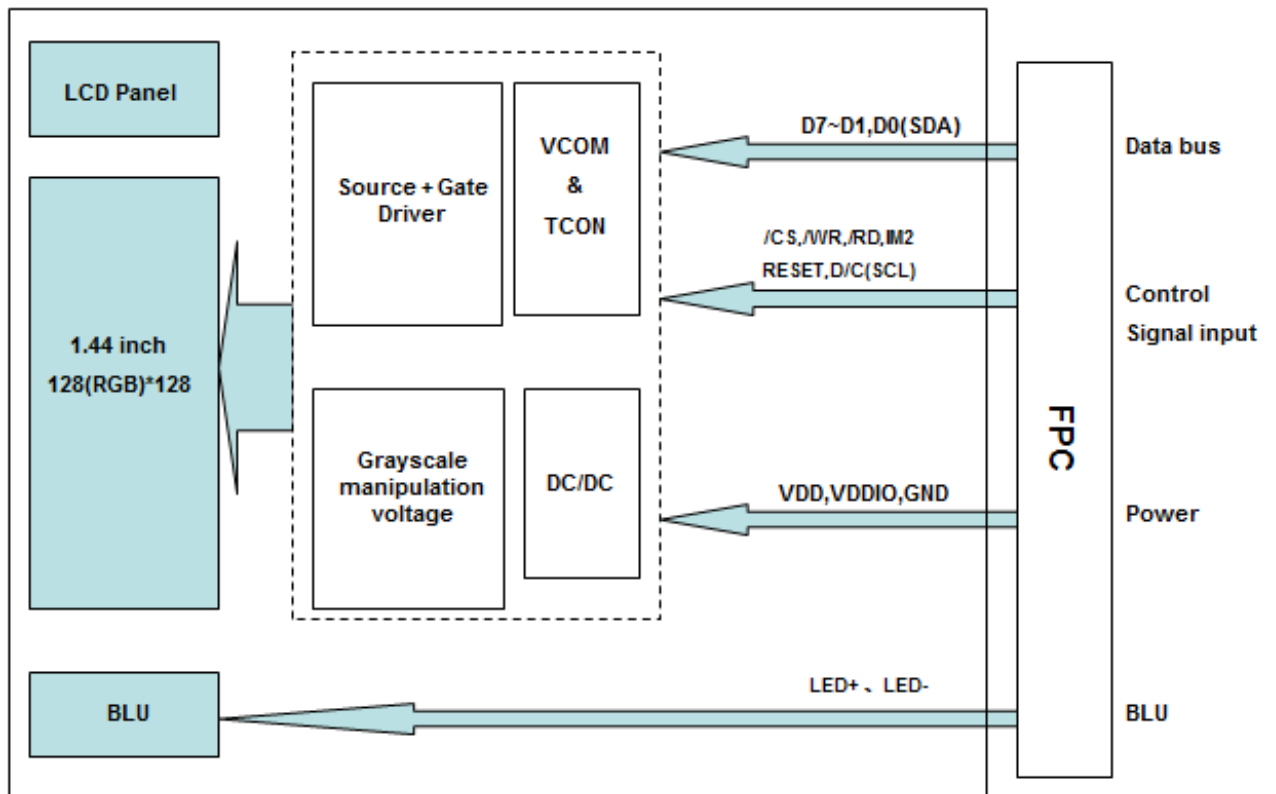 LCD Panel
1.44 inch
128(RGB)*128
BLU
Source + Gate
Driver
VCOM
&
TCON
Grayscale
manipulation
voltage
DC/DC
D7~D1,D0(SDA)
/CS,/WR,/RD,IM2
RESET,D/C(SCL)
VDD,VDDIO,GND
LED+ 、LED-
FPC
Data bus
Control
Signal input
Power
BLU